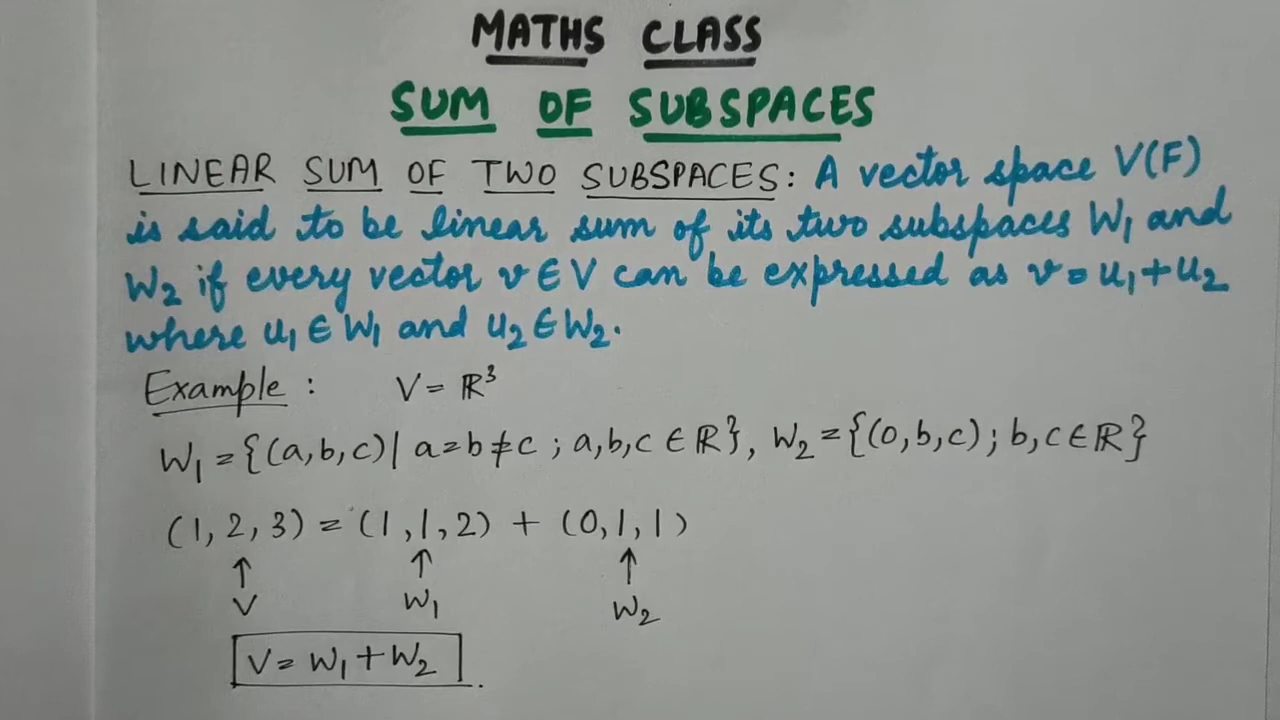 MATHS CLASS
SUM OF SUBSPACES
LINEAR SUM OF TWO SUBSPACES: A vector space V(F)
is said to be linear sum of its two subspaces W₁ and
W₂ if every vector v ∈ V can be expressed as v = u₁ + u₂
where u₁ ∈ W₁ and u₂ ∈ W₂.
Example : V = ℝ³
W₁ = {(a,b,c) | a = b ≠ c ; a,b,c ∈ ℝ}, W₂ = {(0,b,c) ; b,c ∈ ℝ}
(1,2,3) = (1,1,2) + (0,1,1)
↑ ↑ ↑
V W₁ W₂
V = W₁ + W₂.